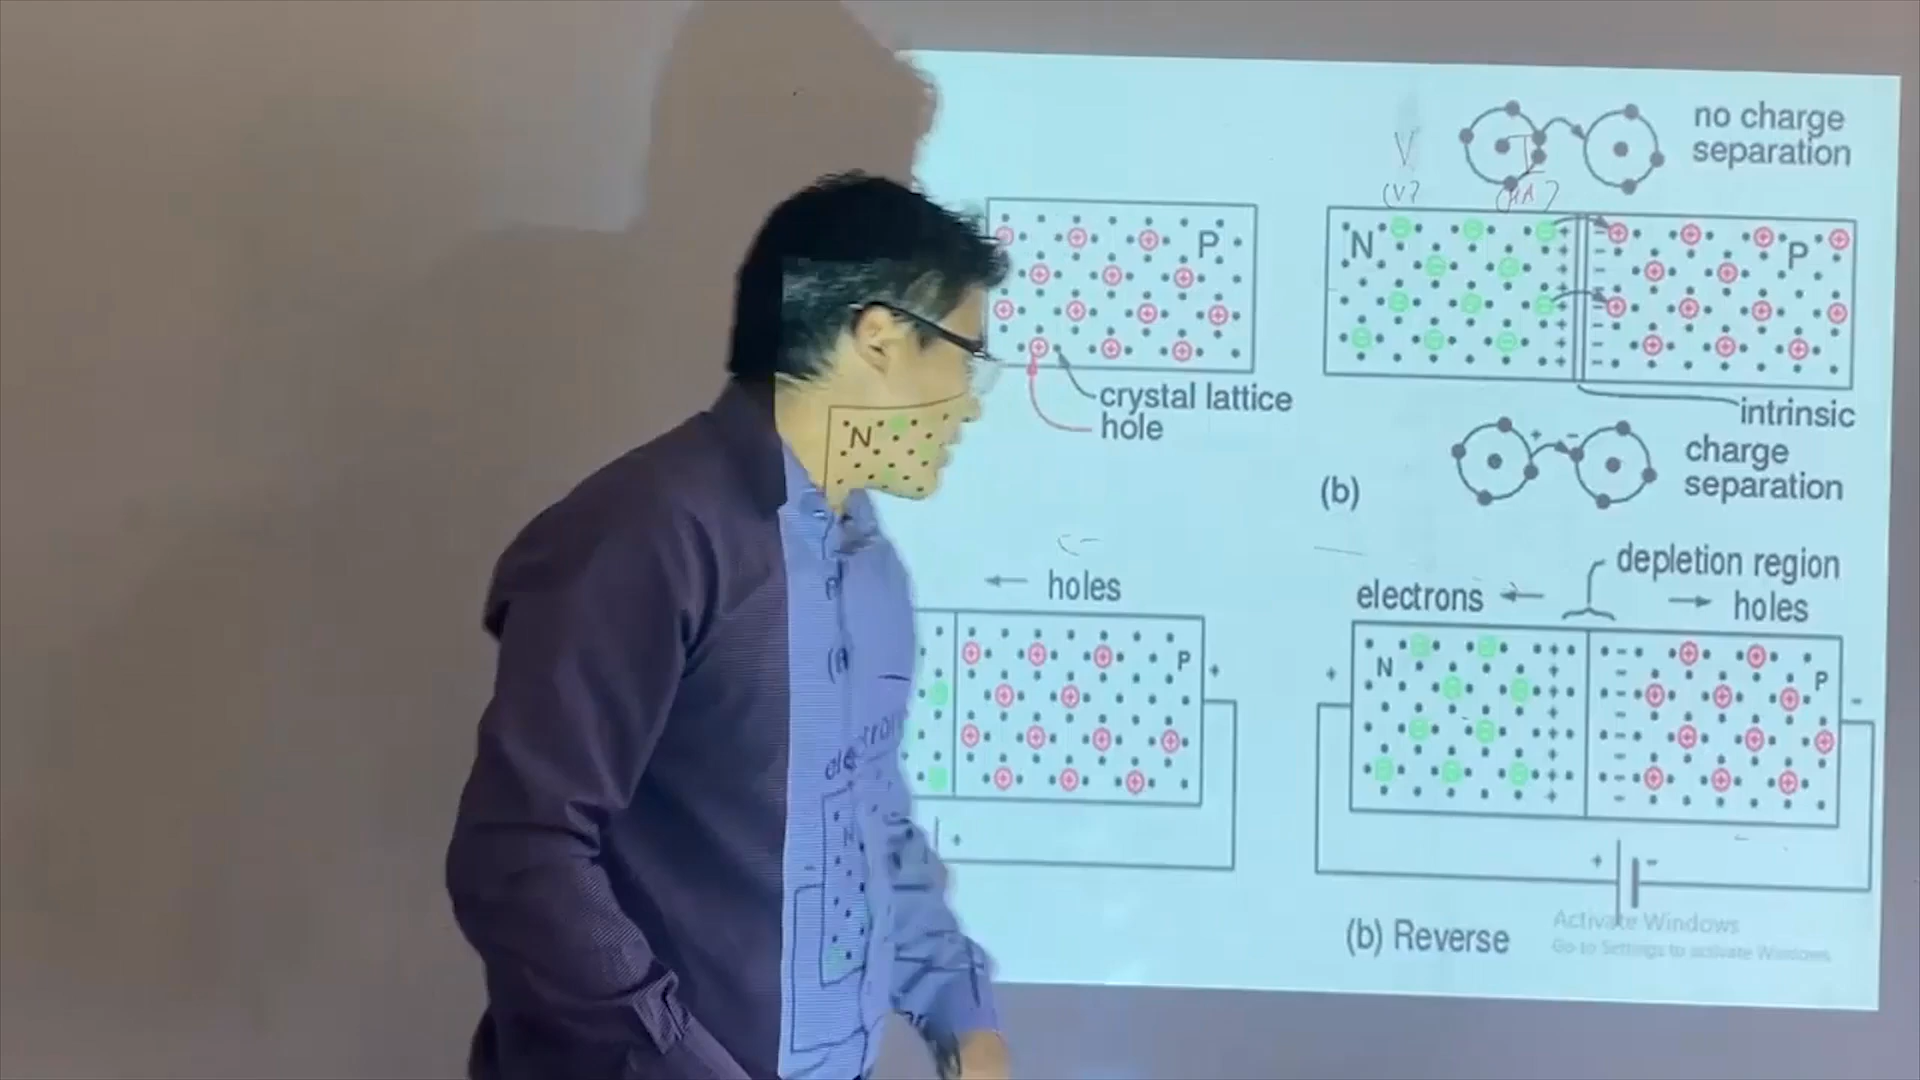 no charge
separation
V
(V)
P
N
P
N
crystal lattice
hole
intrinsic
charge
separation
(b)
depletion region
holes
electrons
holes
P
+
+
N
P
-
+
+
-
(b) Reverse
Activate Windows
Go to Settings to activate Windows.